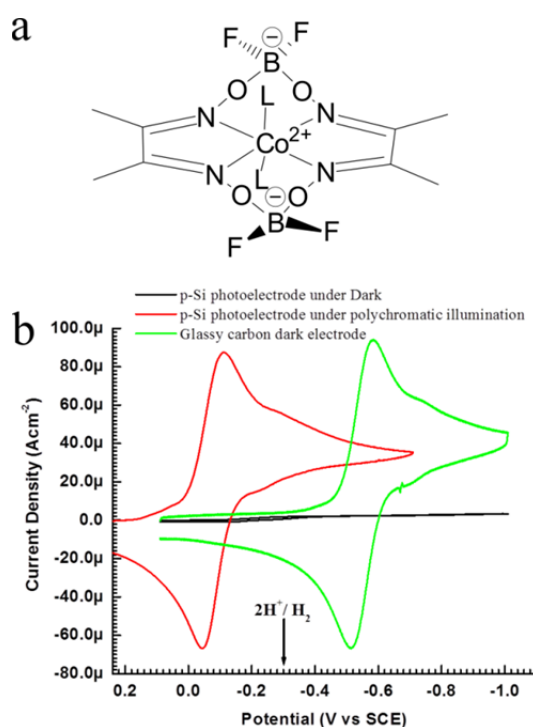 a
F F
B ⊖
O L O
N N
Co2+
N N
L
O ⊖ O
B
F F
p-Si photoelectrode under Dark
p-Si photoelectrode under polychromatic illumination
Glassy carbon dark electrode
b
100.0µ
80.0µ
60.0µ
40.0µ
20.0µ
0.0
-20.0µ
-40.0µ
-60.0µ
-80.0µ
Current Density (Acm-2)
2H+/ H2
0.2 0.0 -0.2 -0.4 -0.6 -0.8 -1.0
Potential (V vs SCE)